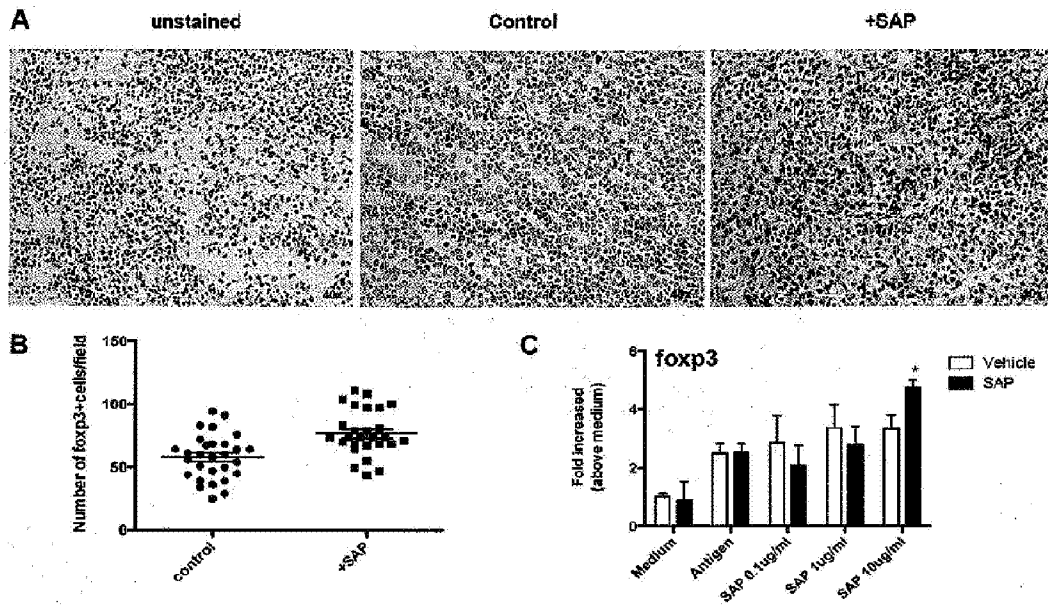 A
unstained
Control
+SAP
B
Number of foxp3+cells/field
150
100
50
0
control
+SAP
C
foxp3
Vehicle
SAP
*
Fold increased
(above medium)
6
4
2
0
Medium
Antigen
SAP 0.1ug/ml
SAP 1ug/ml
SAP 10ug/ml